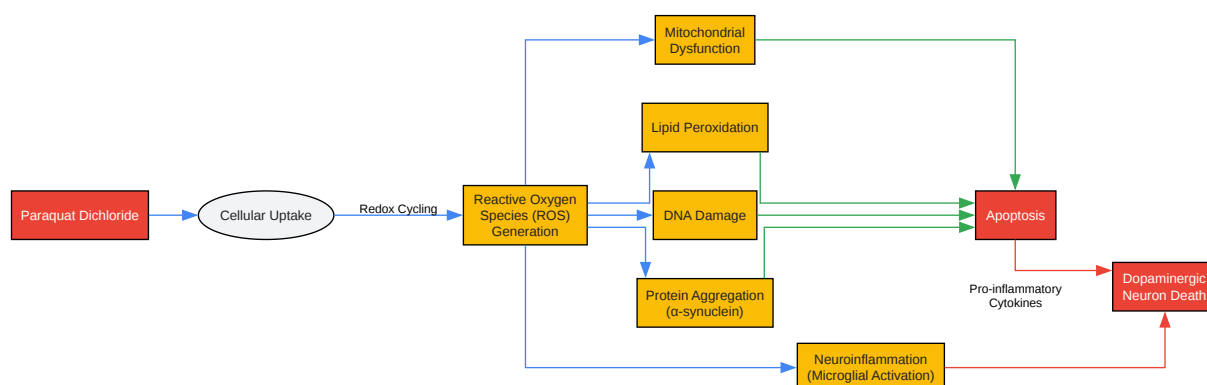 Mitochondrial
Dysfunction
Lipid Peroxidation
Paraquat Dichloride
Cellular Uptake
Redox Cycling
Reactive Oxygen
Species (ROS)
Generation
DNA Damage
Apoptosis
Protein Aggregation
(α-synuclein)
Pro-inflammatory
Cytokines
Dopaminergic
Neuron Death
Neuroinflammation
(Microglial Activation)